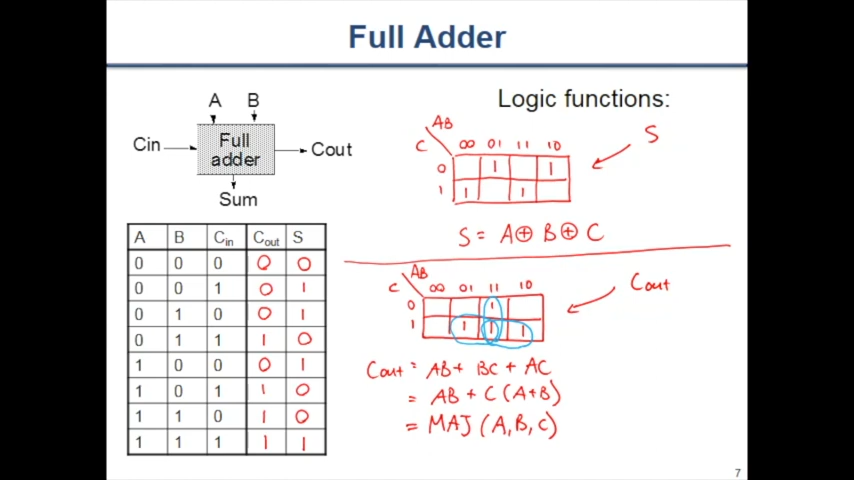 Full Adder
A B
Cin
Full
adder
Cout
Sum
A B Cin Cout S
0 0 0 0 0
0 0 1 0 1
0 1 0 0 1
0 1 1 1 0
1 0 0 0 1
1 0 1 1 0
1 1 0 1 0
1 1 1 1 1
Logic functions:
AB
C 00 01 11 10
0 1 1
1 1 1
S
S = A ⊕ B ⊕ C
AB
C 00 01 11 10
0 1
1 1 1 1
Cout
Cout = AB + BC + AC
= AB + C (A+B)
= MAJ (A, B, C)
7